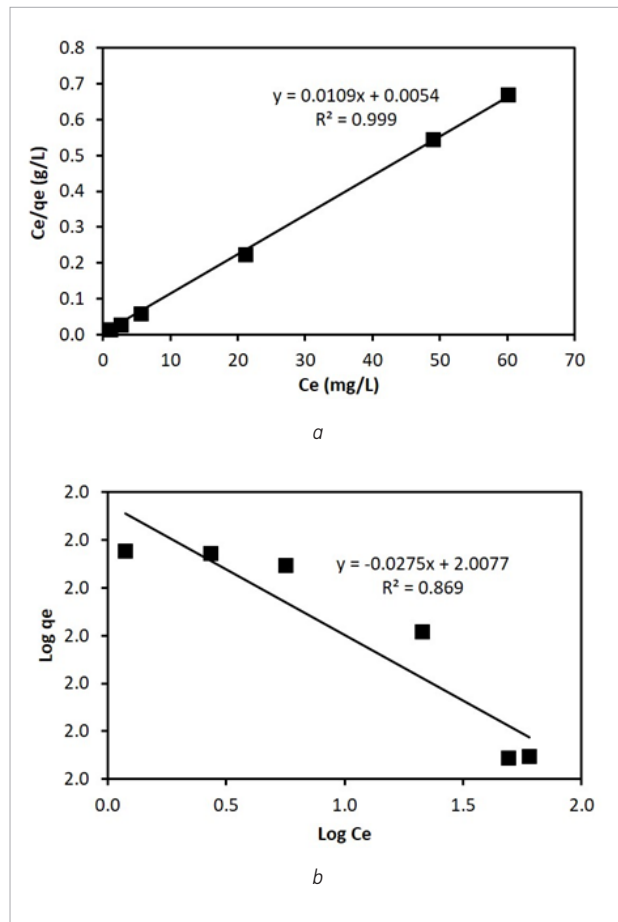 0.8
0.7
0.6
0.5
0.4
0.3
0.2
0.1
0.0
Ce/qe (g/L)
y = 0.0109x + 0.0054
R² = 0.999
0 10 20 30 40 50 60 70
Ce (mg/L)
a
2.0
2.0
2.0
2.0
2.0
2.0
2.0
Log qe
y = -0.0275x + 2.0077
R² = 0.869
0.0 0.5 1.0 1.5 2.0
Log Ce
b